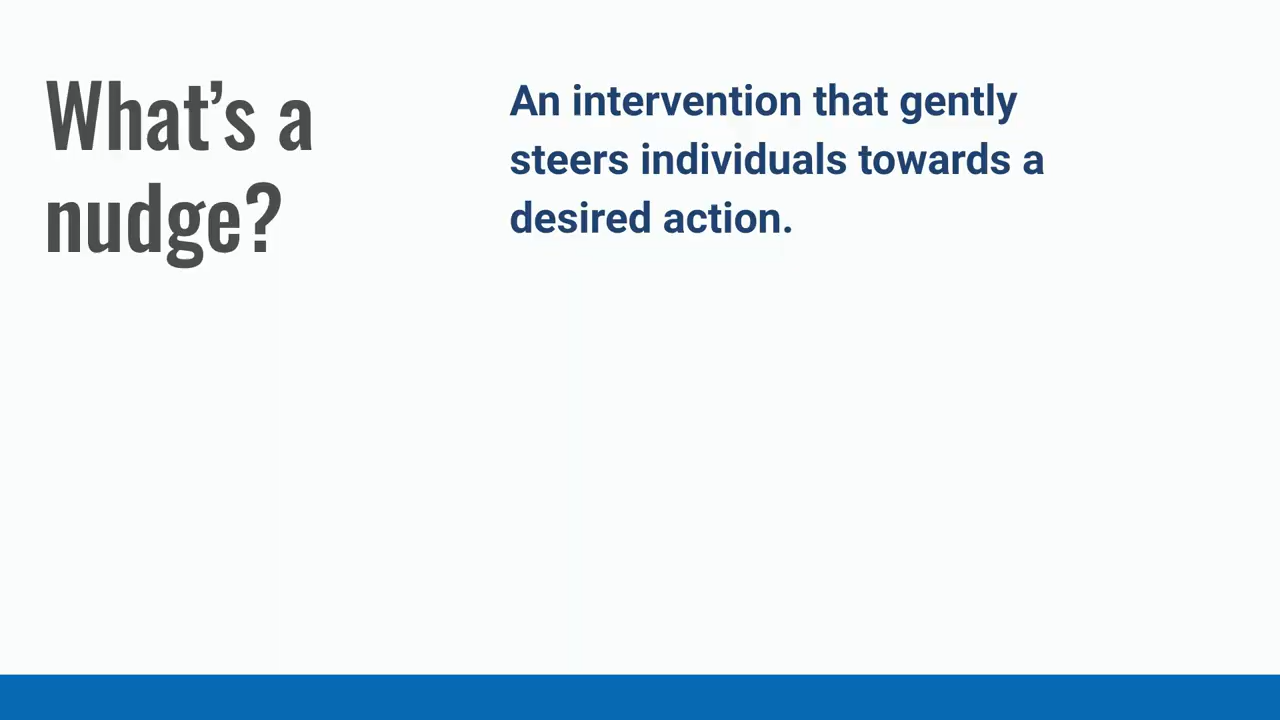 What’s a
nudge?
An intervention that gently
steers individuals towards a
desired action.